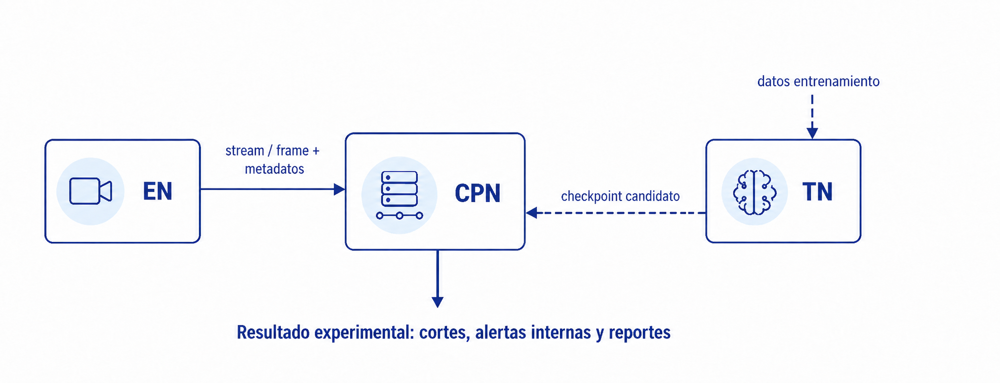 datos entrenamiento
stream / frame +
metadatos
EN
CPN
checkpoint candidato
TN
Resultado experimental: cortes, alertas internas y reportes